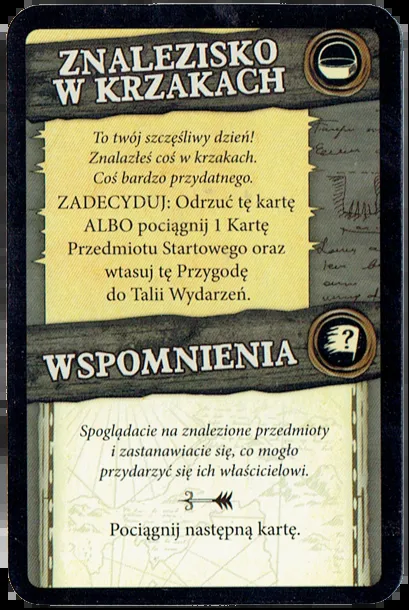 ZNALEZISKO
W KRZAKACH
To twój szczęśliwy dzień!
Znalazłeś coś w krzakach.
Coś bardzo przydatnego.
ZADECYDUJ: Odrzuć tę kartę
ALBO pociągnij 1 Kartę
Przedmiotu Startowego oraz
wtasuj tę Przygodę
do Talii Wydarzeń.
?
WSPOMNIENIA
Spoglądacie na znalezione przedmioty
i zastanawiacie się, co mogło
przydarzyć się ich właścicielowi.
Pociągnij następną kartę.